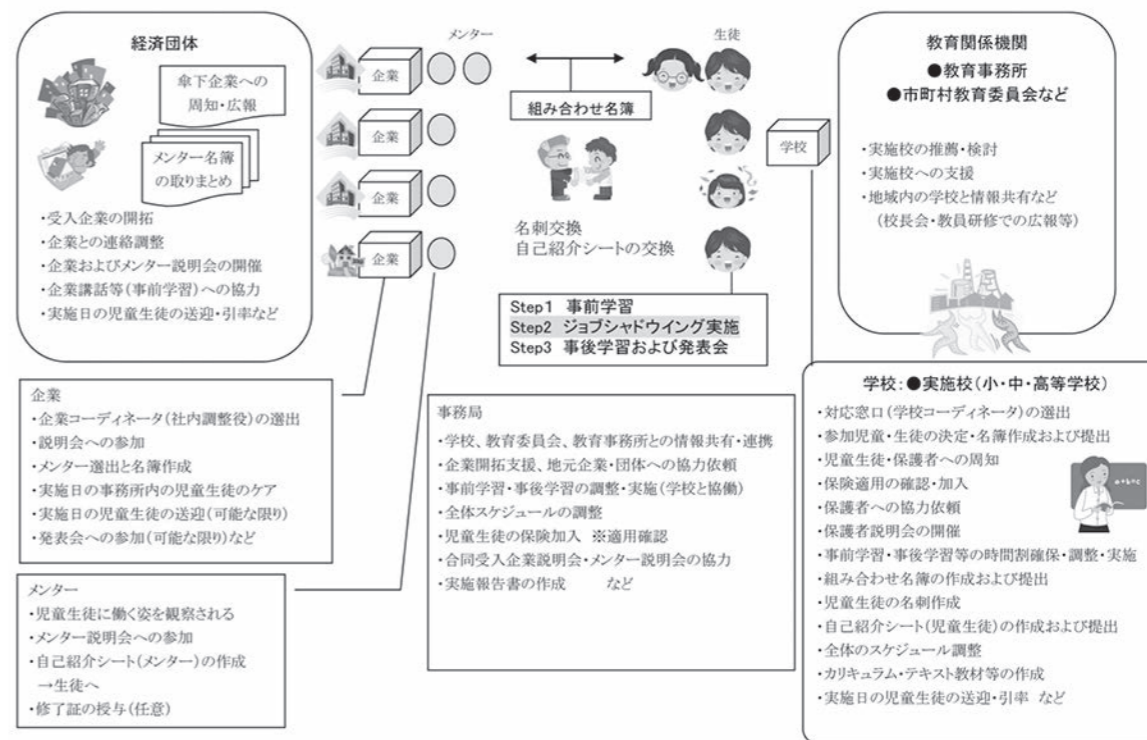 経済団体
傘下企業への
周知・広報
メンター名簿
の取りまとめ
・受入企業の開拓
・企業との連絡調整
・企業およびメンター説明会の開催
・企業講話等(事前学習)への協力
・実施日の児童生徒の送迎・引率など
メンター
企業
企業
企業
企業
組み合わせ名簿
名刺交換
自己紹介シートの交換
生徒
学校
Step1 事前学習
Step2 ジョブシャドウイング実施
Step3 事後学習および発表会
教育関係機関
●教育事務所
●市町村教育委員会など
・実施校の推薦・検討
・実施校への支援
・地域内の学校と情報共有など
(校長会・教員研修での広報等)
企業
・企業コーディネータ(社内調整役)の選出
・説明会への参加
・メンター選出と名簿作成
・実施日の事務所内の児童生徒のケア
・実施日の児童生徒の送迎(可能な限り)
・発表会への参加(可能な限り)など
メンター
・児童生徒に働く姿を観察される
・メンター説明会への参加
・自己紹介シート(メンター)の作成
→生徒へ
・修了証の授与(任意)
事務局
・学校、教育委員会、教育事務所との情報共有・連携
・企業開拓支援、地元企業・団体への協力依頼
・事前学習・事後学習の調整・実施(学校と協働)
・全体スケジュールの調整
・児童生徒の保険加入 ※適用確認
・合同受入企業説明会・メンター説明会の協力
・実施報告書の作成 など
学校:●実施校(小・中・高等学校)
・対応窓口(学校コーディネータ)の選出
・参加児童・生徒の決定・名簿作成および提出
・児童生徒・保護者への周知
・保険適用の確認・加入
・保護者への協力依頼
・保護者説明会の開催
・事前学習・事後学習等の時間割確保・調整・実施
・組み合わせ名簿の作成および提出
・児童生徒の名刺作成
・自己紹介シート(児童生徒)の作成および提出
・全体のスケジュール調整
・カリキュラム・テキスト教材等の作成
・実施日の児童生徒の送迎・引率 など